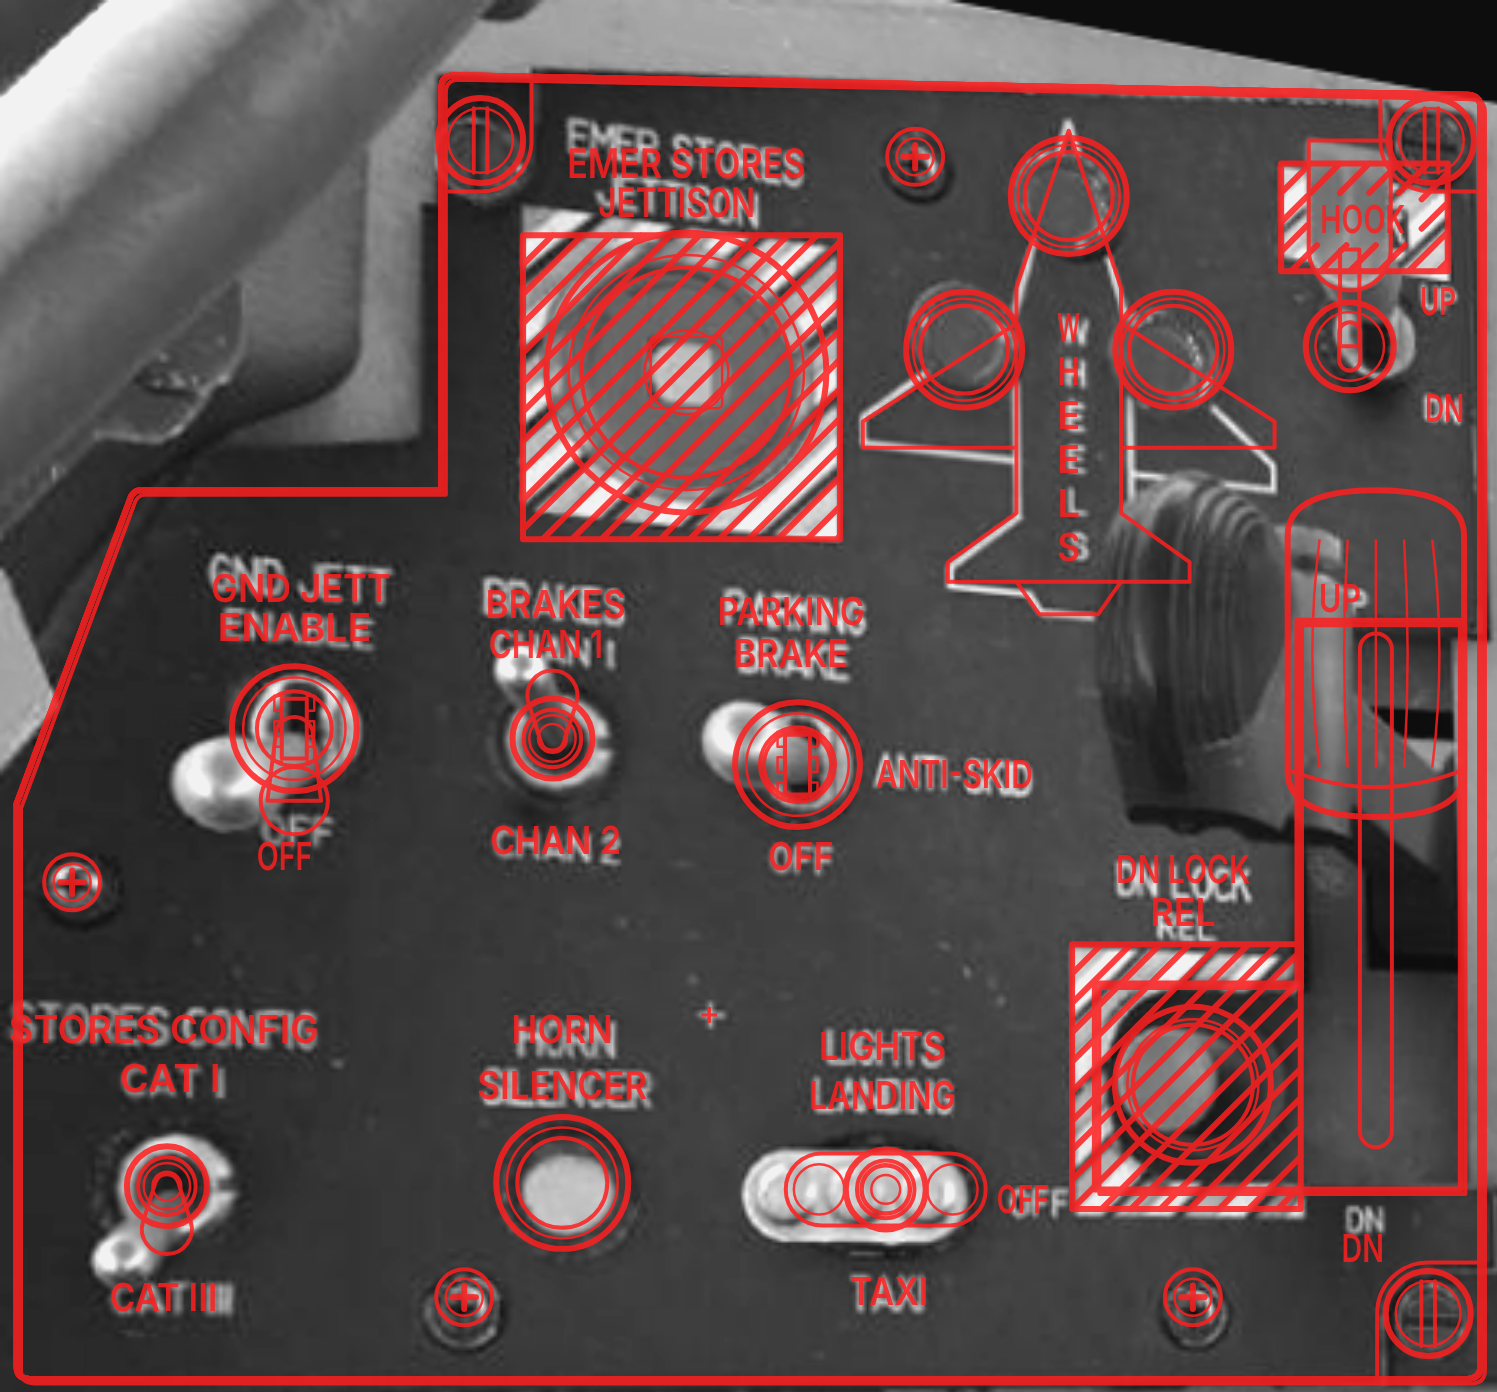 EMER STORES
JETTISON
HOOK
UP
DN
WHEELS
GND JETT
ENABLE
OFF
BRAKES
CHAN 1
CHAN 2
PARKING
BRAKE
ANTI-SKID
OFF
UP
DN LOCK
REL
STORES CONFIG
CAT I
CAT III
HORN
SILENCER
LIGHTS
LANDING
OFF
TAXI
DN